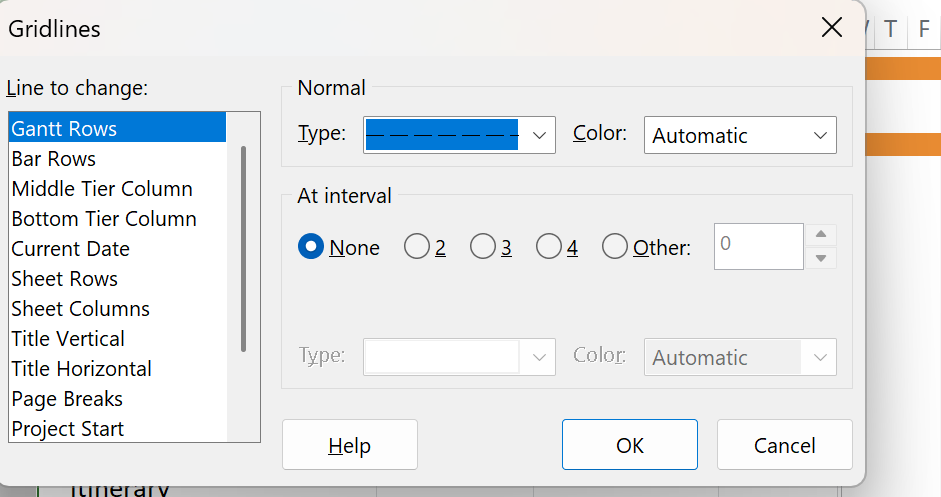 Gridlines
T F
Line to change:
Gantt Rows
Bar Rows
Middle Tier Column
Bottom Tier Column
Current Date
Sheet Rows
Sheet Columns
Title Vertical
Title Horizontal
Page Breaks
Project Start
Normal
Type:
Color: Automatic
At interval
None 2 3 4 Other: 0
Type:
Color: Automatic
Help OK Cancel
Itinerary